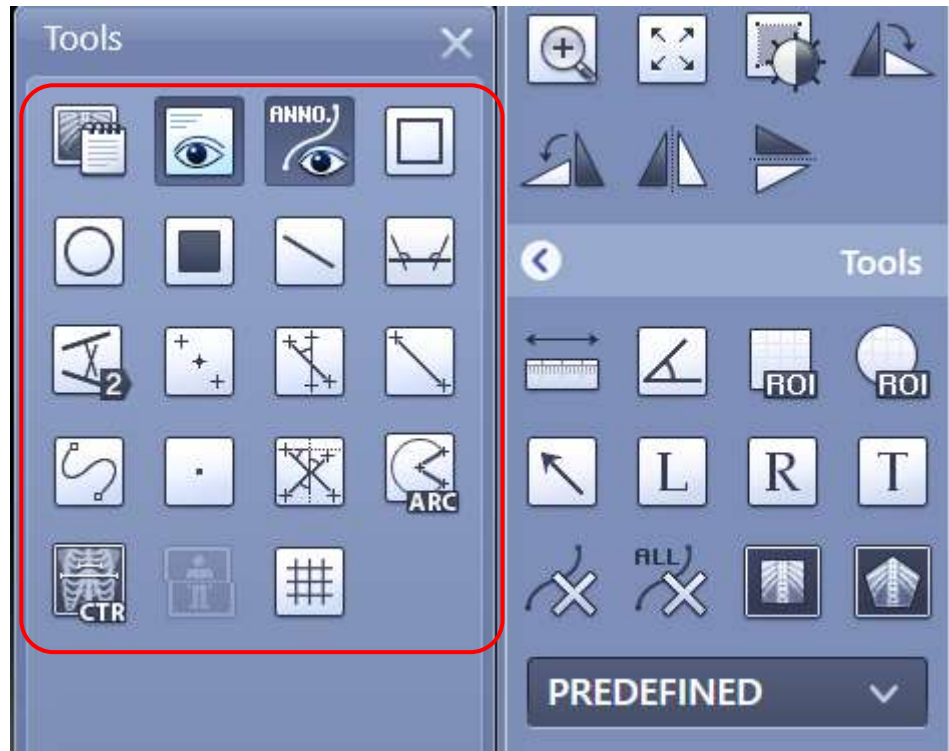 Tools
ANNO.
2
ARC
CTR
Tools
ROI
ROI
L
R
T
ALL
PREDEFINED